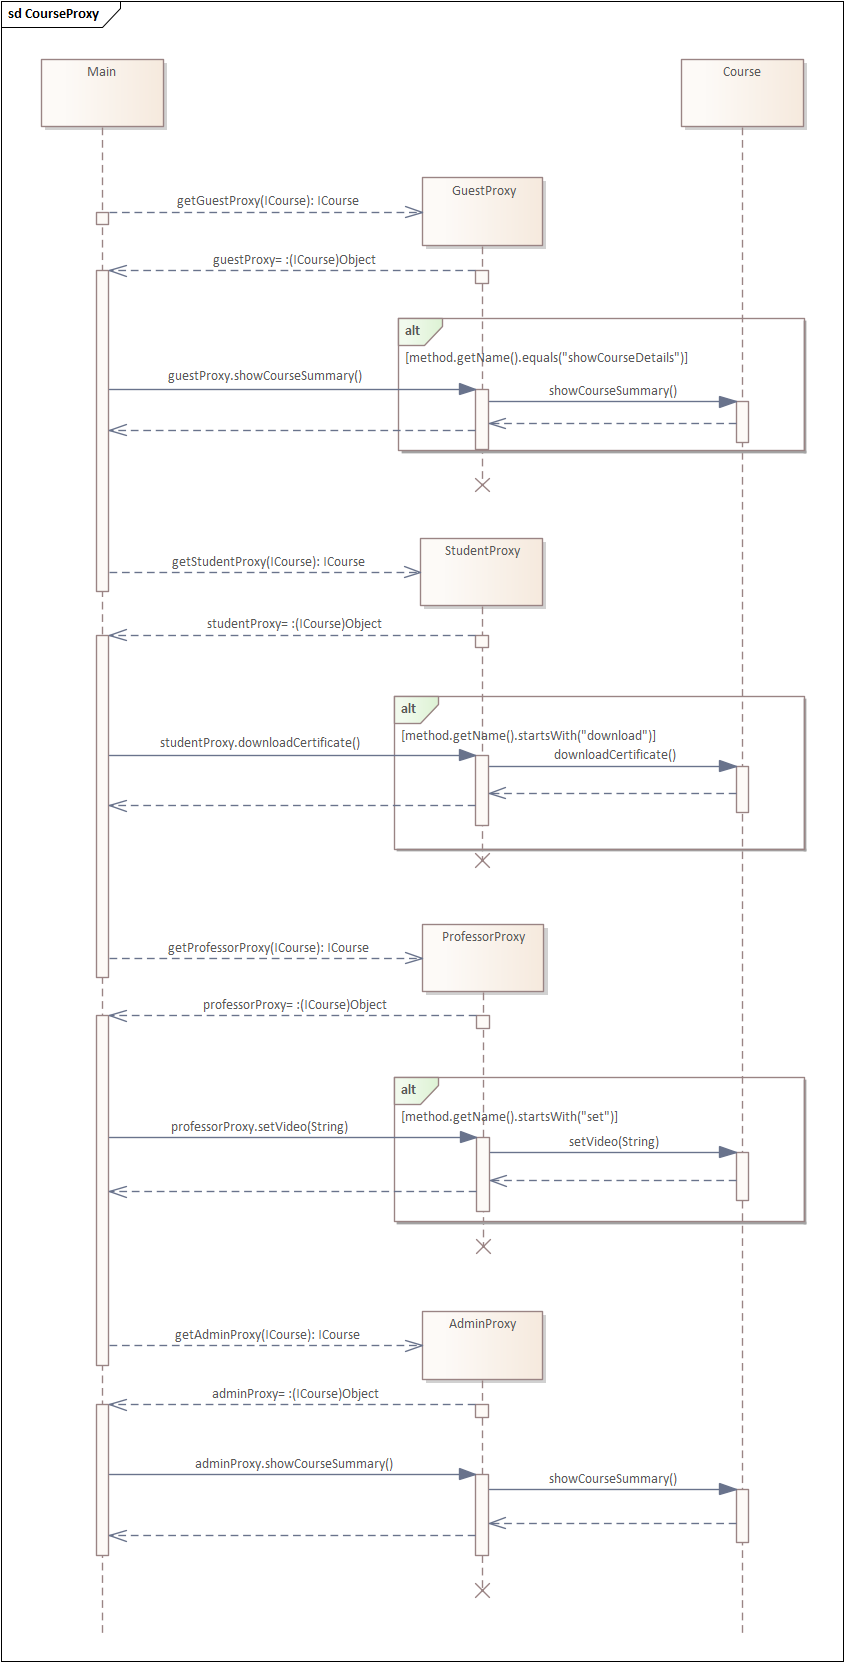 sd CourseProxy
Main
Course
GuestProxy
getGuestProxy(ICourse): ICourse
guestProxy= :(ICourse)Object
alt
[method.getName().equals("showCourseDetails")]
guestProxy.showCourseSummary()
showCourseSummary()
StudentProxy
getStudentProxy(ICourse): ICourse
studentProxy= :(ICourse)Object
alt
[method.getName().startsWith("download")]
studentProxy.downloadCertificate()
downloadCertificate()
ProfessorProxy
getProfessorProxy(ICourse): ICourse
professorProxy= :(ICourse)Object
alt
[method.getName().startsWith("set")]
professorProxy.setVideo(String)
setVideo(String)
AdminProxy
getAdminProxy(ICourse): ICourse
adminProxy= :(ICourse)Object
adminProxy.showCourseSummary()
showCourseSummary()